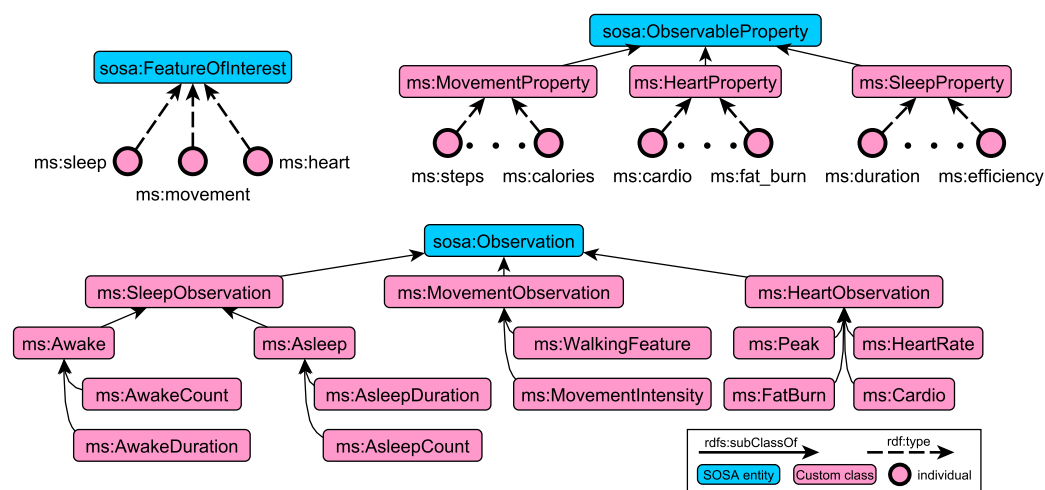 sosa:FeatureOfInterest
ms:sleep
ms:movement
ms:heart
sosa:ObservableProperty
ms:MovementProperty
ms:HeartProperty
ms:SleepProperty
ms:steps
ms:calories
ms:cardio
ms:fat_burn
ms:duration
ms:efficiency
sosa:Observation
ms:SleepObservation
ms:MovementObservation
ms:HeartObservation
ms:Awake
ms:Asleep
ms:WalkingFeature
ms:Peak
ms:HeartRate
ms:AwakeCount
ms:AsleepDuration
ms:MovementIntensity
ms:FatBurn
ms:Cardio
ms:AwakeDuration
ms:AsleepCount
rdfs:subClassOf
rdf:type
SOSA entity
Custom class
individual